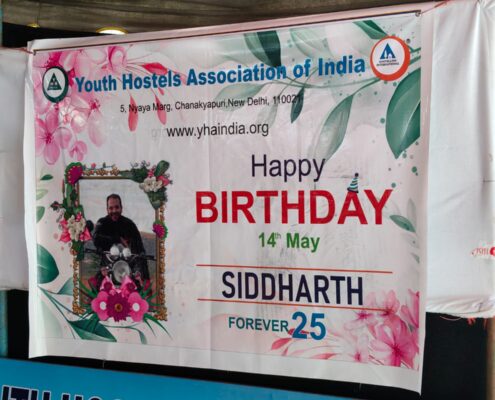 Youth Hostels Association of India
5, Nyaya Marg, Chanakyapuri,New Delhi, 110021
www.yhaindia.org
Happy
BIRTHDAY
14th May
SIDDHARTH
FOREVER 25